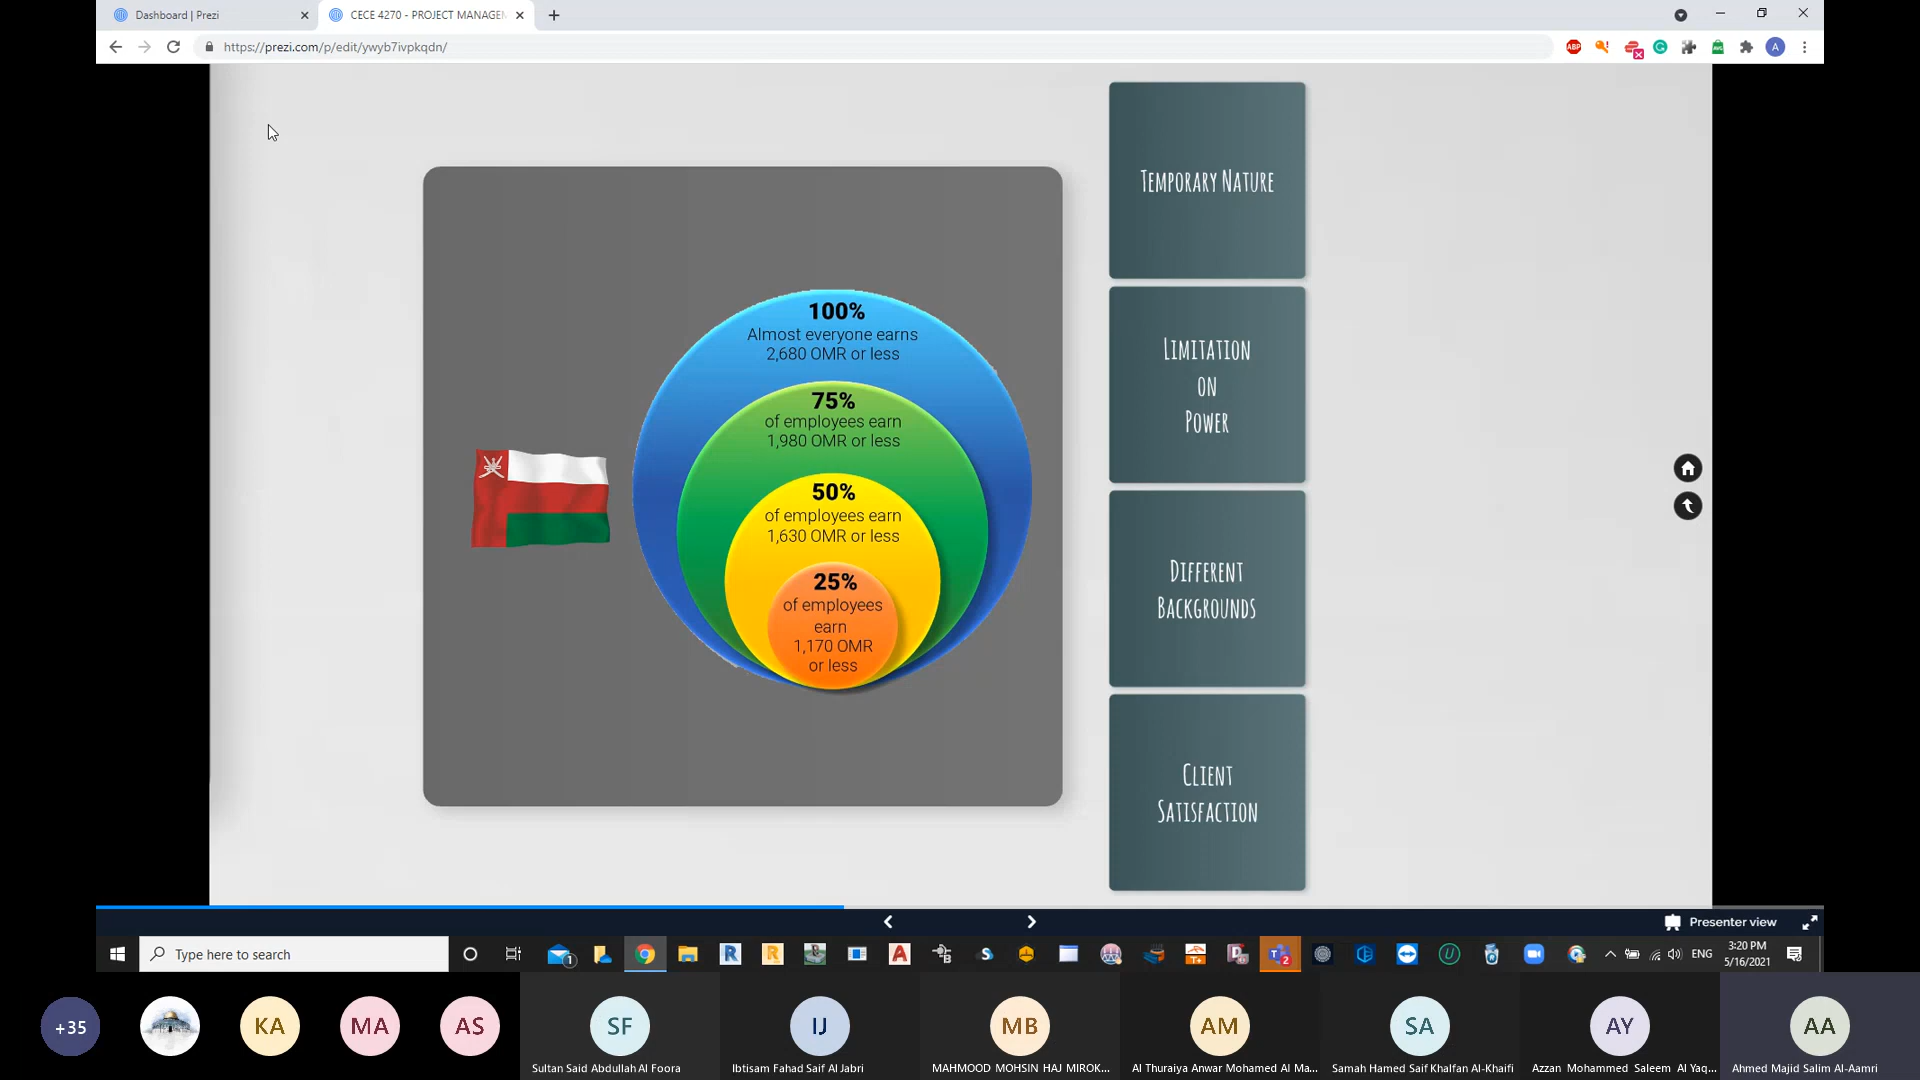 Dashboard | Prezi
CECE 4270 - PROJECT MANAGEM
https://prezi.com/p/edit/ywyb7ivpkqdn/
ABP
A
100%
Almost everyone earns
2,680 OMR or less
75%
of employees earn
1,980 OMR or less
50%
of employees earn
1,630 OMR or less
25%
of employees
earn
1,170 OMR
or less
TEMPORARY NATURE
LIMITATION
ON
POWER
DIFFERENT
BACKGROUNDS
CLIENT
SATISFACTION
Presenter view
Type here to search
ENG
3:20 PM
5/16/2021
+35
KA
MA
AS
SF
IJ
MB
AM
SA
AY
AA
Sultan Said Abdullah Al Foora
Ibtisam Fahad Saif Al Jabri
MAHMOOD MOHSIN HAJ MIROK...
Al Thuraiya Anwar Mohamed Al Ma...
Samah Hamed Saif Khalfan Al-Khaifi
Azzan Mohammed Saleem Al Yaq...
Ahmed Majid Salim Al-Aamri